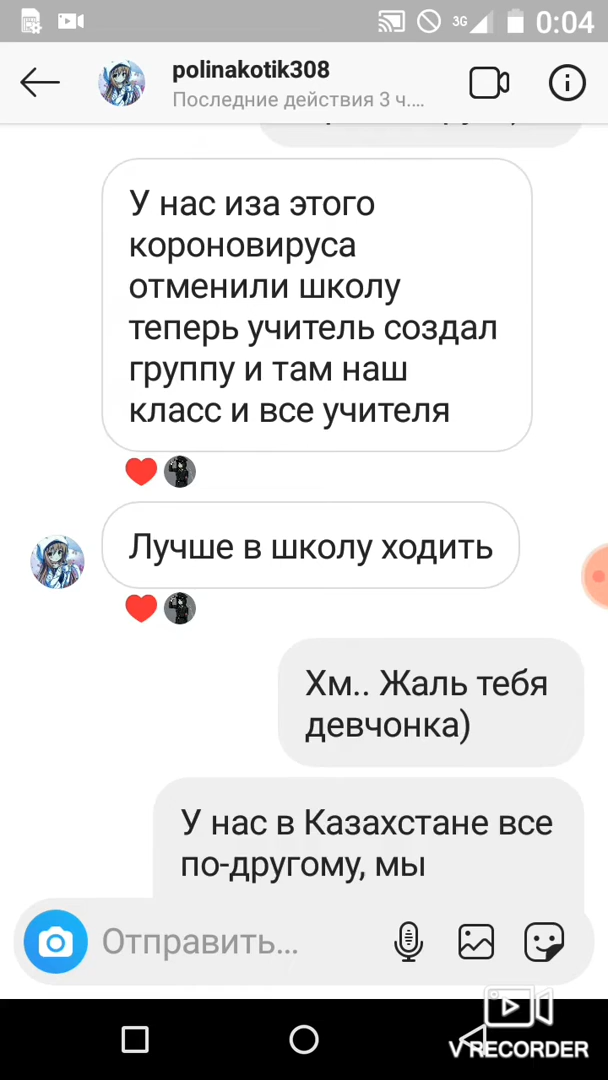 3G 0:04
polinakotik308
Последние действия 3 ч....
У нас иза этого
короновируса
отменили школу
теперь учитель создал
группу и там наш
класс и все учителя
Лучше в школу ходить
Хм.. Жаль тебя
девчонка)
У нас в Казахстане все
по-другому, мы
Отправить...
V RECORDER